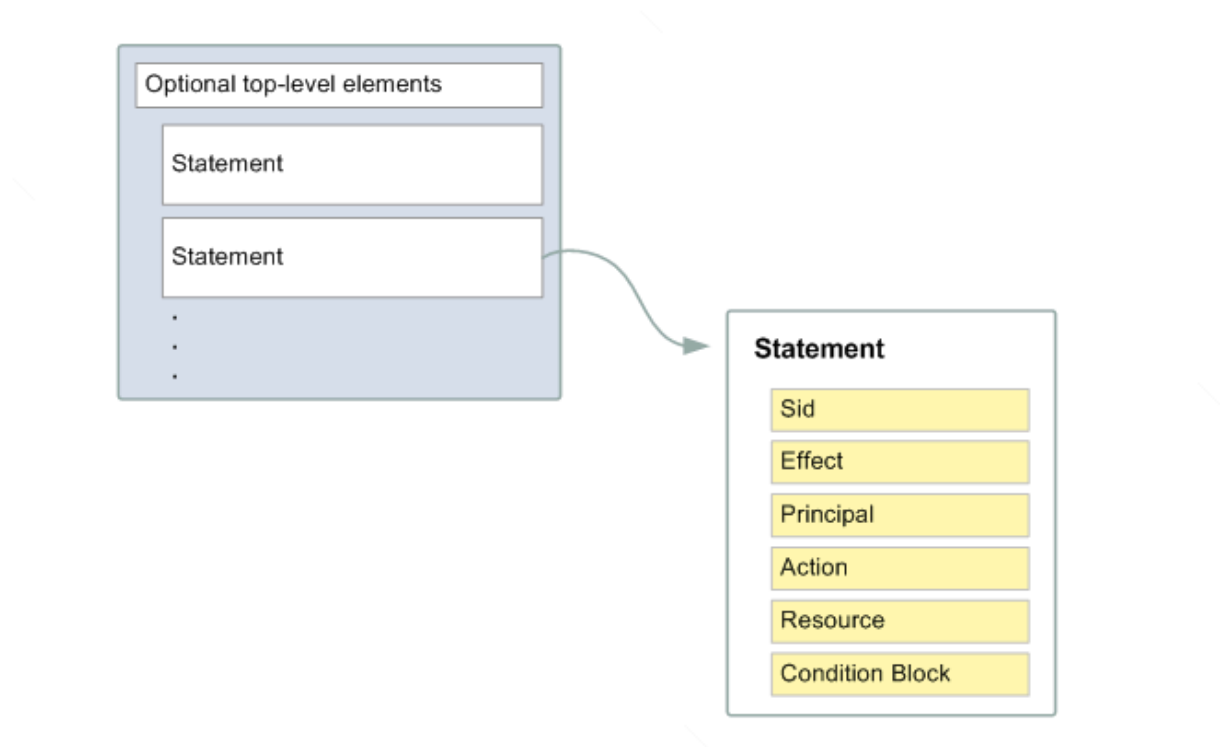 Optional top-level elements
Statement
Statement
.
.
.
Statement
Sid
Effect
Principal
Action
Resource
Condition Block